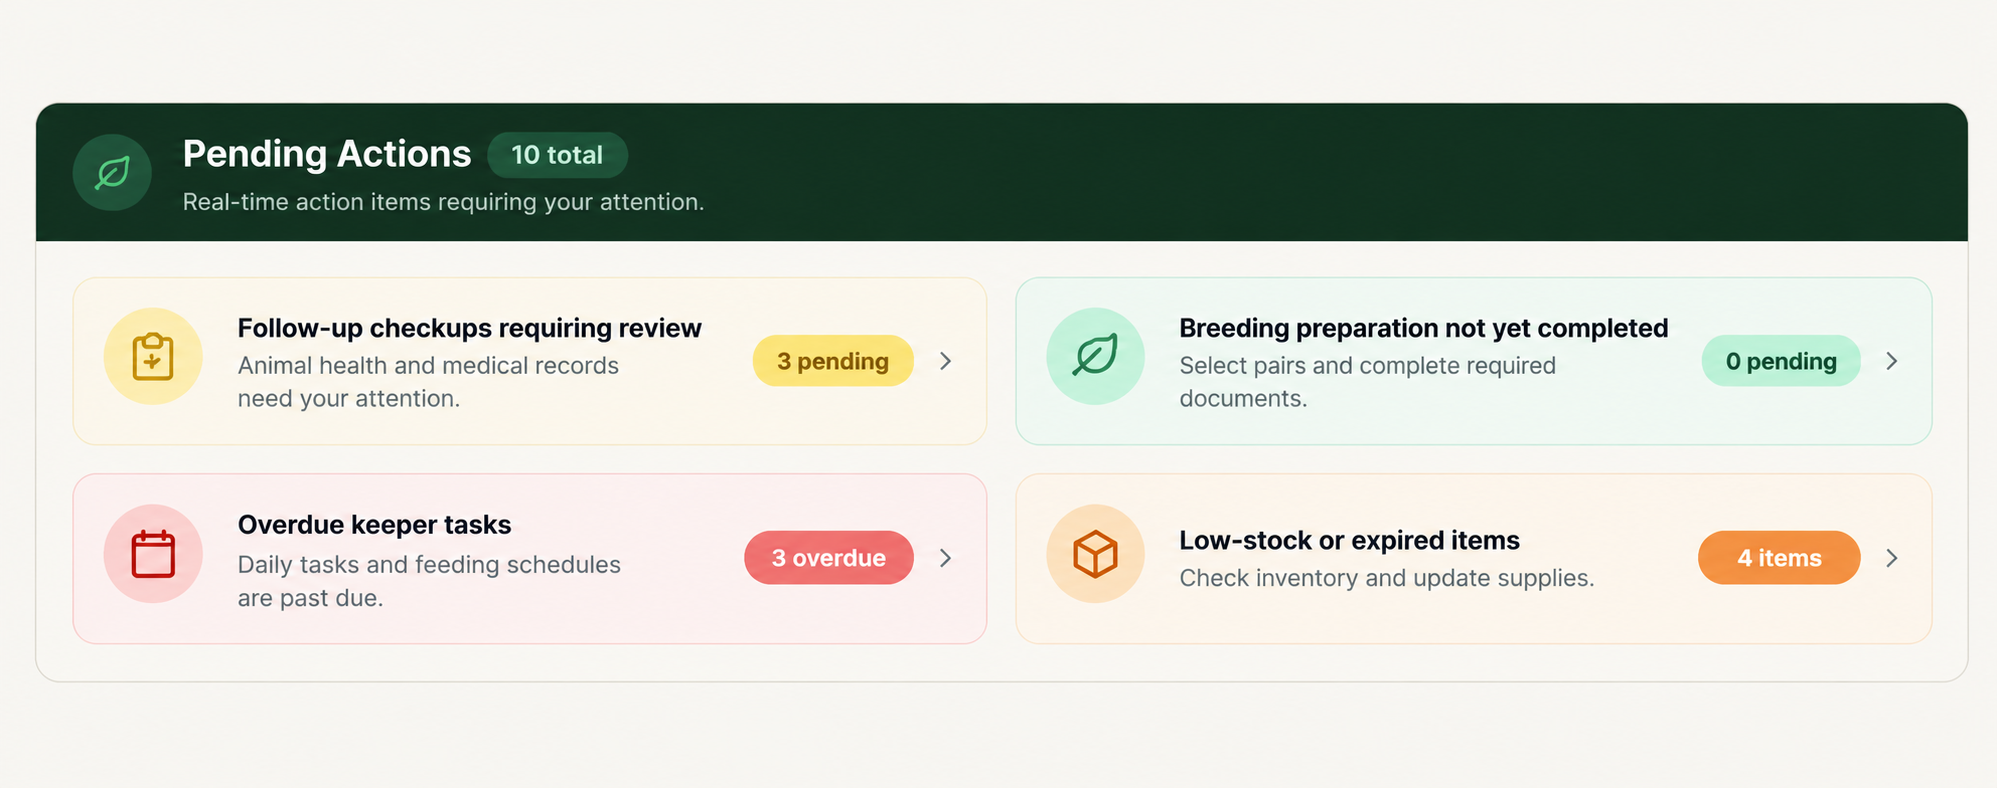 Pending Actions 10 total
Real-time action items requiring your attention.
Follow-up checkups requiring review
Animal health and medical records
need your attention.
3 pending
Breeding preparation not yet completed
Select pairs and complete required
documents.
0 pending
Overdue keeper tasks
Daily tasks and feeding schedules
are past due.
3 overdue
Low-stock or expired items
Check inventory and update supplies.
4 items